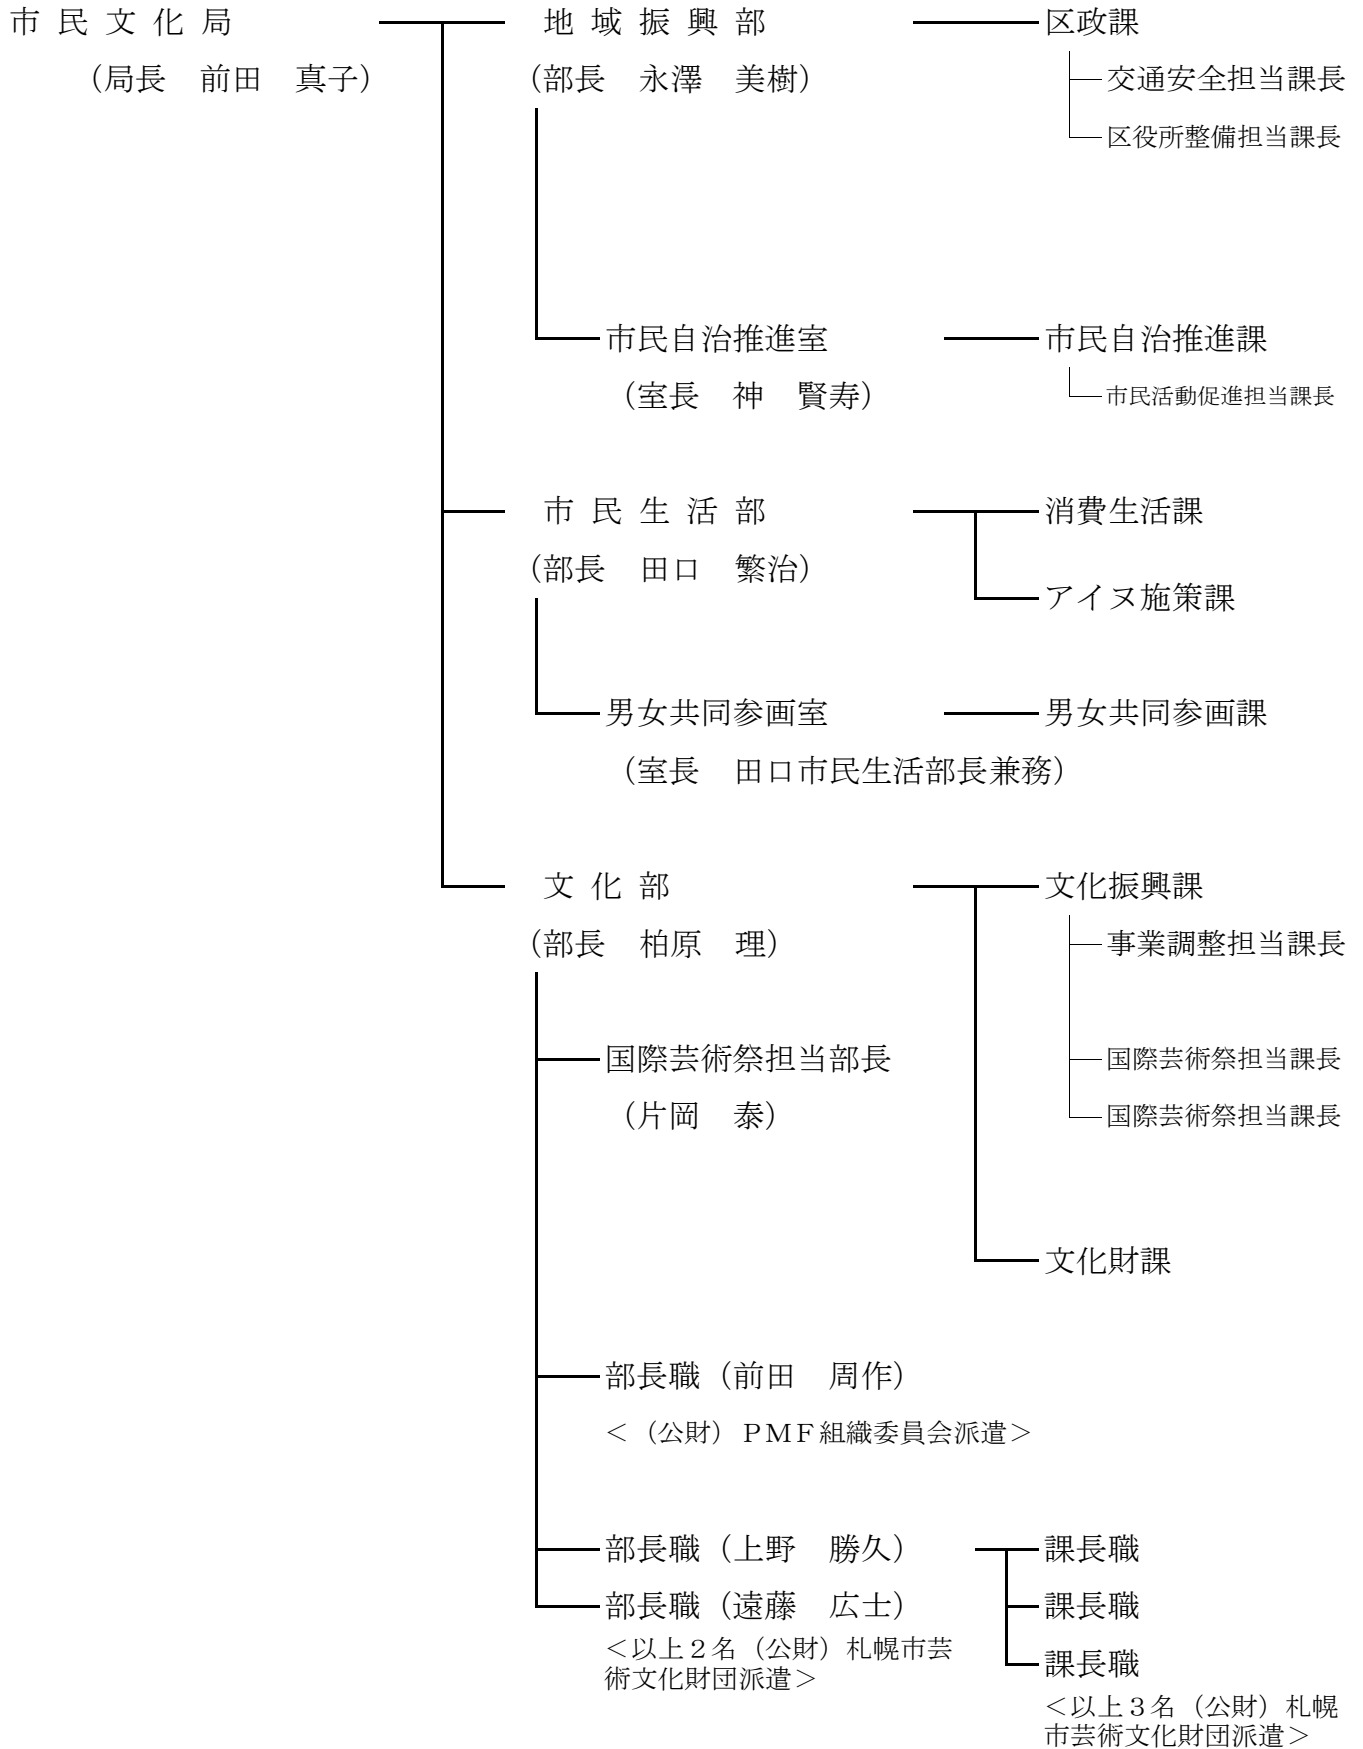 市民文化局
（局長　前田　真子）
地域振興部
（部長　永澤　美樹）
区政課
交通安全担当課長
区役所整備担当課長
市民自治推進室
（室長　神　賢寿）
市民自治推進課
市民活動促進担当課長
市民生活部
（部長　田口　繁治）
消費生活課
アイヌ施策課
男女共同参画室
（室長　田口市民生活部長兼務）
男女共同参画課
文化部
（部長　柏原　理）
文化振興課
事業調整担当課長
国際芸術祭担当部長
（片岡　泰）
国際芸術祭担当課長
国際芸術祭担当課長
文化財課
部長職（前田　周作）
＜（公財）ＰＭＦ組織委員会派遣＞
部長職（上野　勝久）
部長職（遠藤　広士）
＜以上２名（公財）札幌市芸
術文化財団派遣＞
課長職
課長職
課長職
＜以上３名（公財）札幌
市芸術文化財団派遣＞